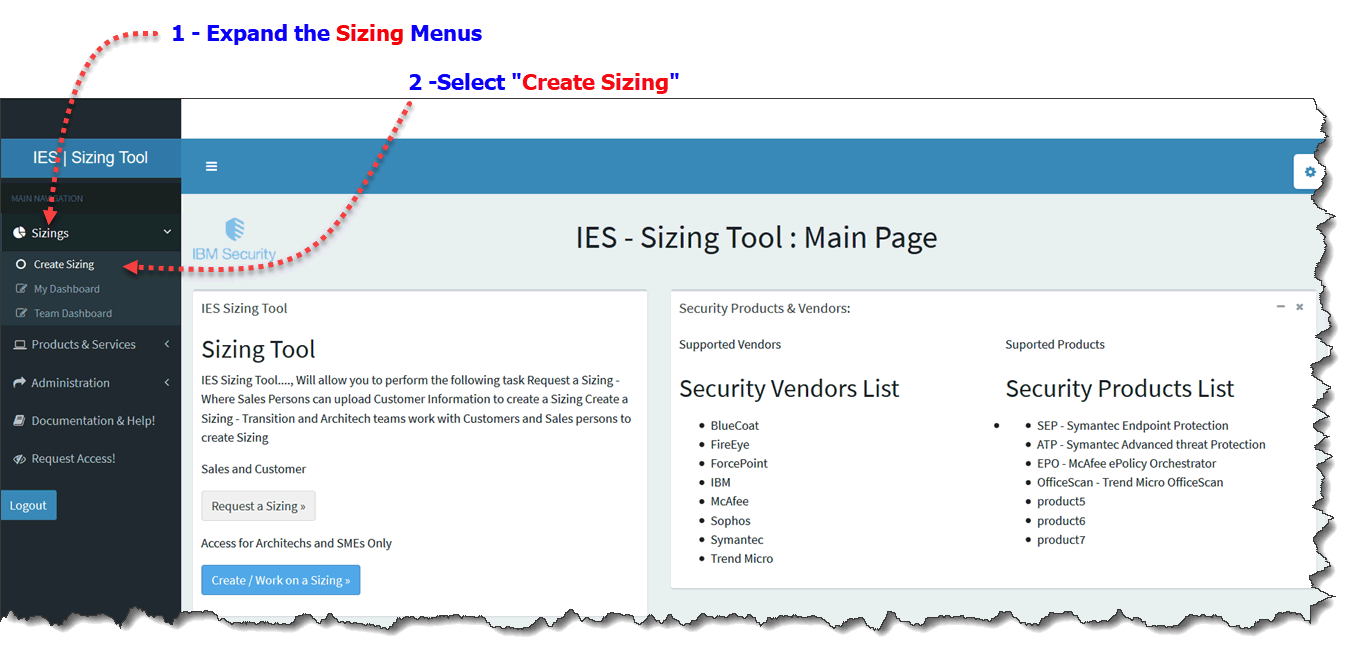 1 - Expand the Sizing Menus
2 -Select "Create Sizing"
IES | Sizing Tool
MAIN NAVIGATION
Sizings
Create Sizing
My Dashboard
Team Dashboard
Products & Services
Administration
Documentation & Help!
Request Access!
Logout
IBM Security
IES - Sizing Tool : Main Page
IES Sizing Tool
Sizing Tool
IES Sizing Tool...., Will allow you to perform the following task Request a Sizing -
Where Sales Persons can upload Customer Information to create a Sizing Create a
Sizing - Transition and Architech teams work with Customers and Sales persons to
create Sizing
Sales and Customer
Request a Sizing »
Access for Architechs and SMEs Only
Create / Work on a Sizing »
Security Products & Vendors:
Supported Vendors
Security Vendors List
BlueCoat
FireEye
ForcePoint
IBM
McAfee
Sophos
Symantec
Trend Micro
Suported Products
Security Products List
SEP - Symantec Endpoint Protection
ATP - Symantec Advanced threat Protection
EPO - McAfee ePolicy Orchestrator
OfficeScan - Trend Micro OfficeScan
product5
product6
product7